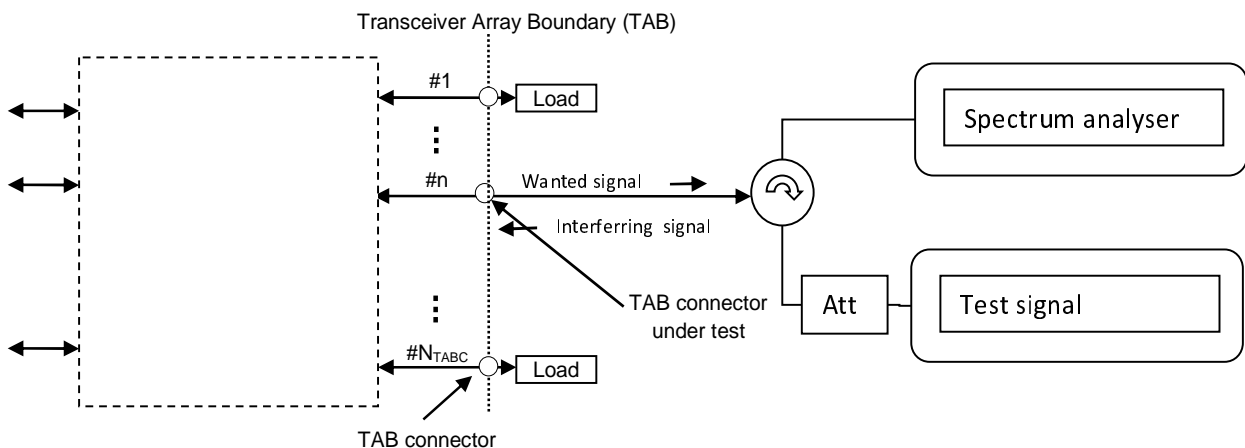 Transceiver Array Boundary (TAB)
#1
Load
Spectrum analyser
#n
Wanted signal
Interferring signal
TAB connector
under test
Att
Test signal
#NTABC
Load
TAB connector